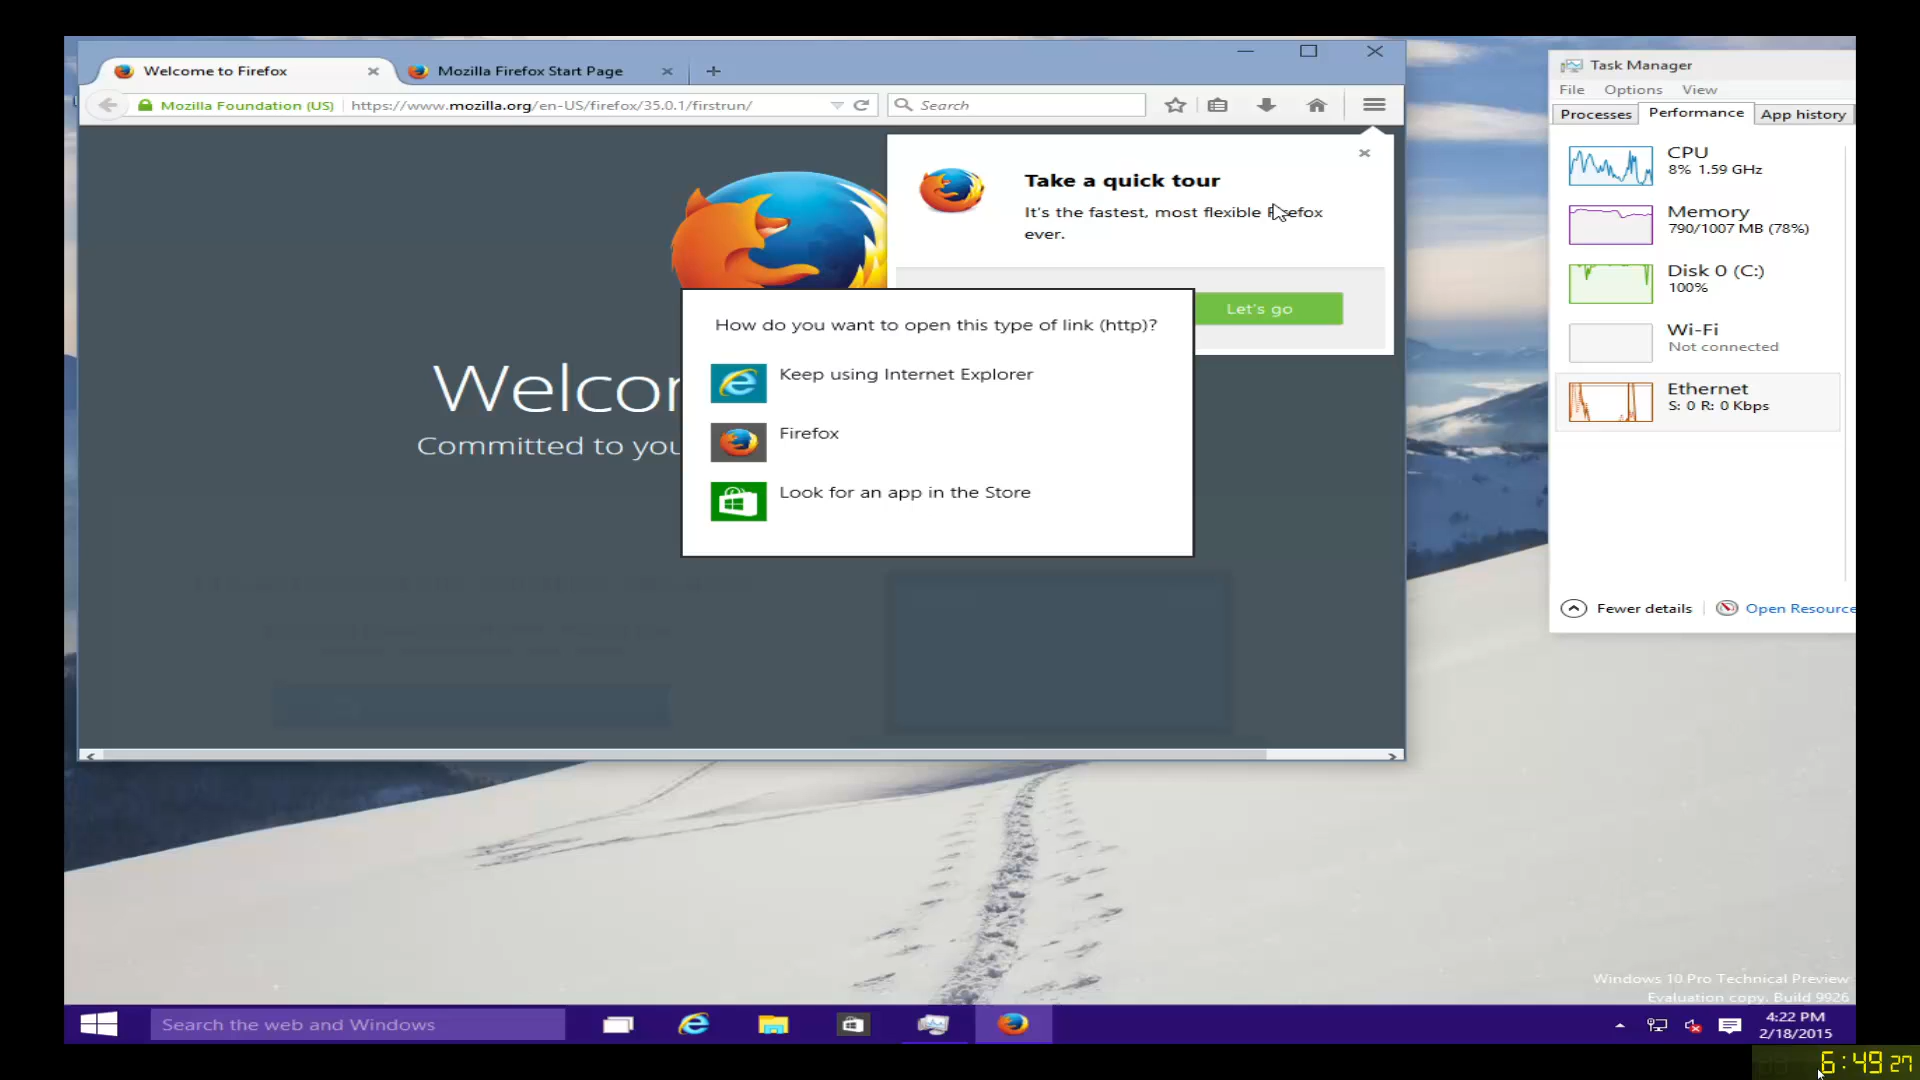 Welcome to Firefox
Mozilla Firefox Start Page
Mozilla Foundation (US)
https://www.mozilla.org/en-US/firefox/35.0.1/firstrun/
Search
Take a quick tour
It's the fastest, most flexible Firefox
ever.
Let's go
Welcor
Committed to you
How do you want to open this type of link (http)?
Keep using Internet Explorer
Firefox
Look for an app in the Store
Task Manager
File Options View
Processes Performance App history
CPU
8% 1.59 GHz
Memory
790/1007 MB (78%)
Disk 0 (C:)
100%
Wi-Fi
Not connected
Ethernet
S: 0 R: 0 Kbps
Fewer details
Open Resource
Windows 10 Pro Technical Preview
Evaluation copy. Build 9926
Search the web and Windows
4:22 PM
2/18/2015
6:49 27